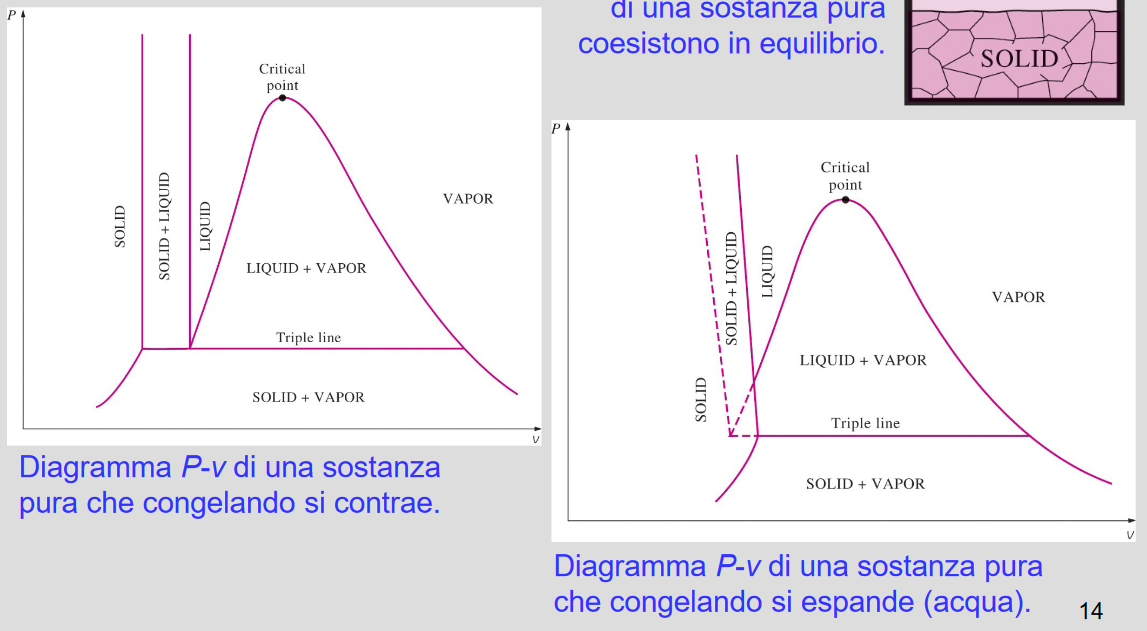 di una sostanza pura
coesistono in equilibrio.
SOLID
P
Critical
point
SOLID
SOLID + LIQUID
LIQUID
VAPOR
LIQUID + VAPOR
Triple line
SOLID + VAPOR
v
Diagramma P-v di una sostanza
pura che congelando si contrae.
P
Critical
point
SOLID
SOLID + LIQUID
LIQUID
VAPOR
LIQUID + VAPOR
Triple line
SOLID + VAPOR
v
Diagramma P-v di una sostanza pura
che congelando si espande (acqua).
14